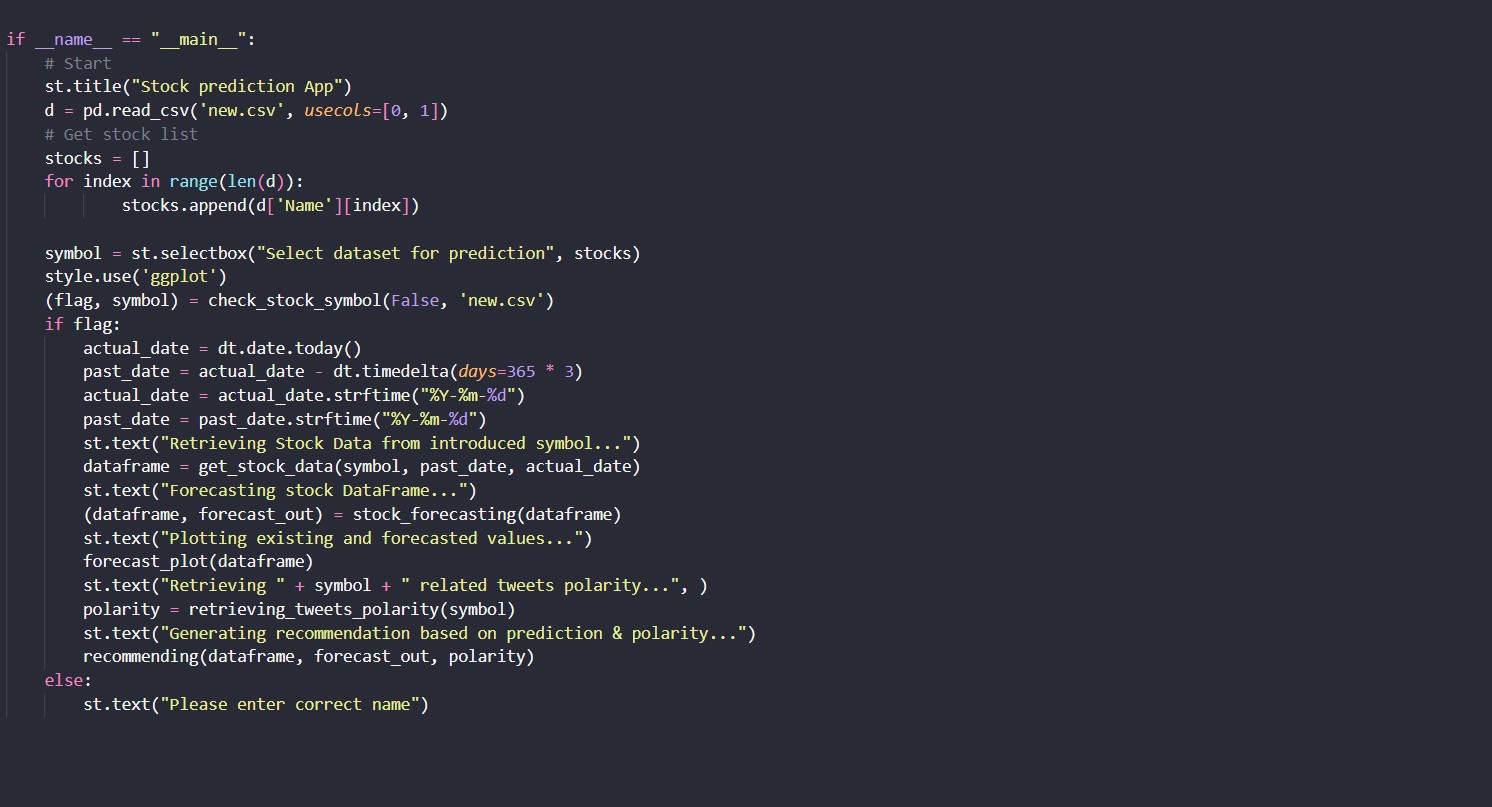 if __name__ == "__main__":
    # Start
    st.title("Stock prediction App")
    d = pd.read_csv('new.csv', usecols=[0, 1])
    # Get stock list
    stocks = []
    for index in range(len(d)):
            stocks.append(d['Name'][index])

    symbol = st.selectbox("Select dataset for prediction", stocks)
    style.use('ggplot')
    (flag, symbol) = check_stock_symbol(False, 'new.csv')
    if flag:
        actual_date = dt.date.today()
        past_date = actual_date - dt.timedelta(days=365 * 3)
        actual_date = actual_date.strftime("%Y-%m-%d")
        past_date = past_date.strftime("%Y-%m-%d")
        st.text("Retrieving Stock Data from introduced symbol...")
        dataframe = get_stock_data(symbol, past_date, actual_date)
        st.text("Forecasting stock DataFrame...")
        (dataframe, forecast_out) = stock_forecasting(dataframe)
        st.text("Plotting existing and forecasted values...")
        forecast_plot(dataframe)
        st.text("Retrieving " + symbol + " related tweets polarity...", )
        polarity = retrieving_tweets_polarity(symbol)
        st.text("Generating recommendation based on prediction & polarity...")
        recommending(dataframe, forecast_out, polarity)
    else:
        st.text("Please enter correct name")